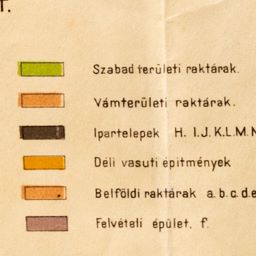 T.
Szabad területi raktárak.
Vámterületi raktárak.
Ipartelepek H. I. J. K. L. M. N
Déli vasuti épitmények
Belföldi raktárak a. b. c. d. e
Felvételi épület. f.